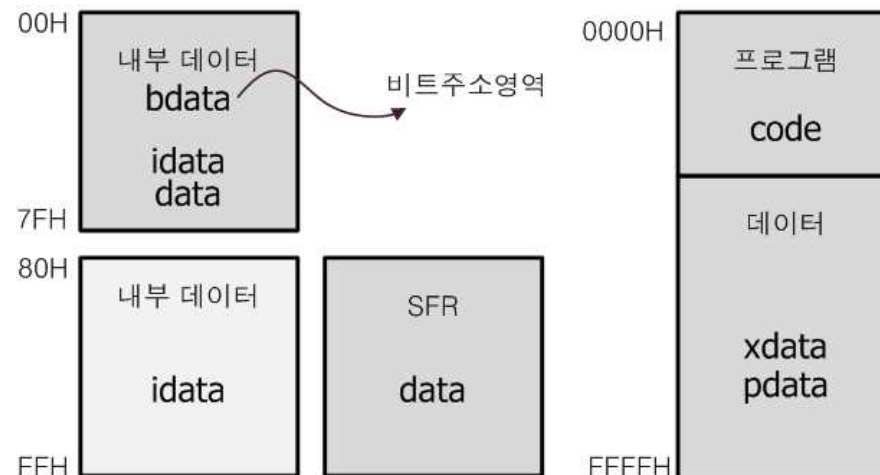 00H
내부 데이터
bdata
idata
data
7FH
비트주소영역
80H
내부 데이터
idata
FFH
SFR
data
0000H
프로그램
code
데이터
xdata
pdata
FFFFH